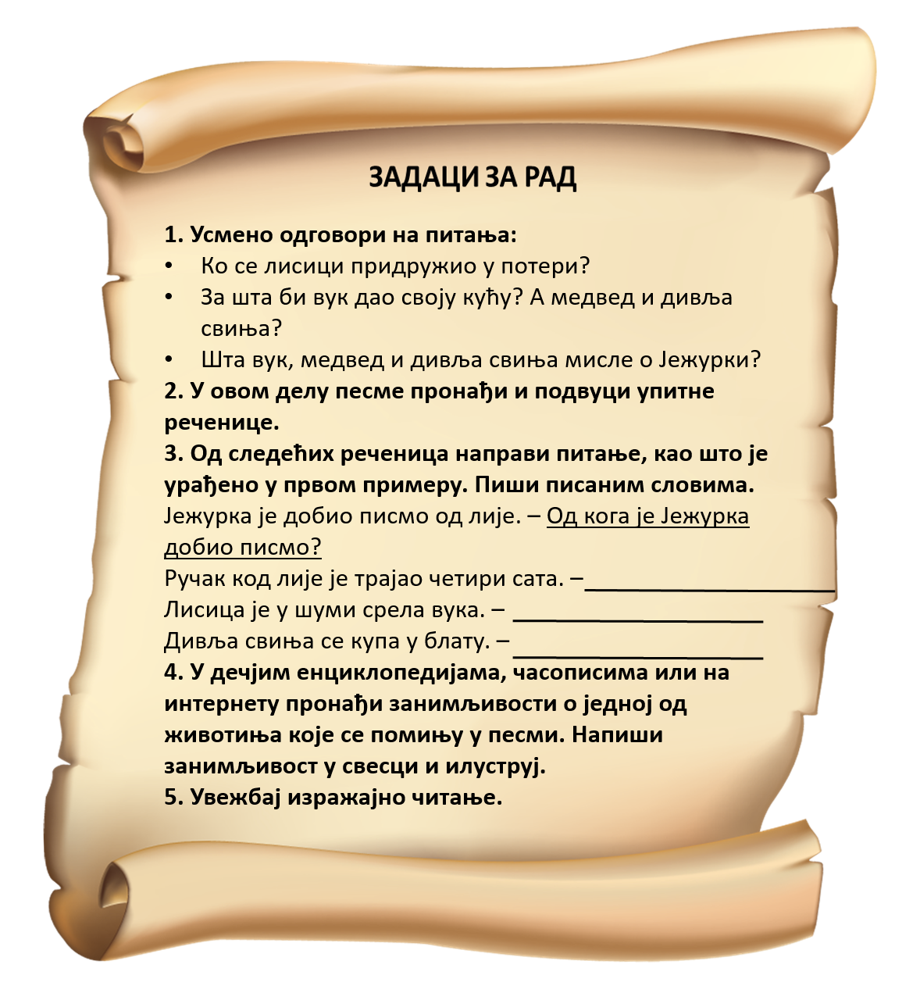 ЗАДАЦИ ЗА РАД
1. Усмено одговори на питања:
• Ко се лисици придружио у потери?
• За шта би вук дао своју кућу? А медвед и дивља
свиња?
• Шта вук, медвед и дивља свиња мисле о Јежурки?
2. У овом делу песме пронађи и подвуци упитне
реченице.
3. Од следећих реченица направи питање, као што је
урађено у првом примеру. Пиши писаним словима.
Јежурка је добио писмо од лије. – Од кога је Јежурка
добио писмо?
Ручак код лије је трајао четири сата. –
Лисица је у шуми срела вука. –
Дивља свиња се купа у блату. –
4. У дечјим енциклопедијама, часописима или на
интернету пронађи занимљивости о једној од
животиња које се помињу у песми. Напиши
занимљивост у свесци и илуструј.
5. Увежбај изражајно читање.